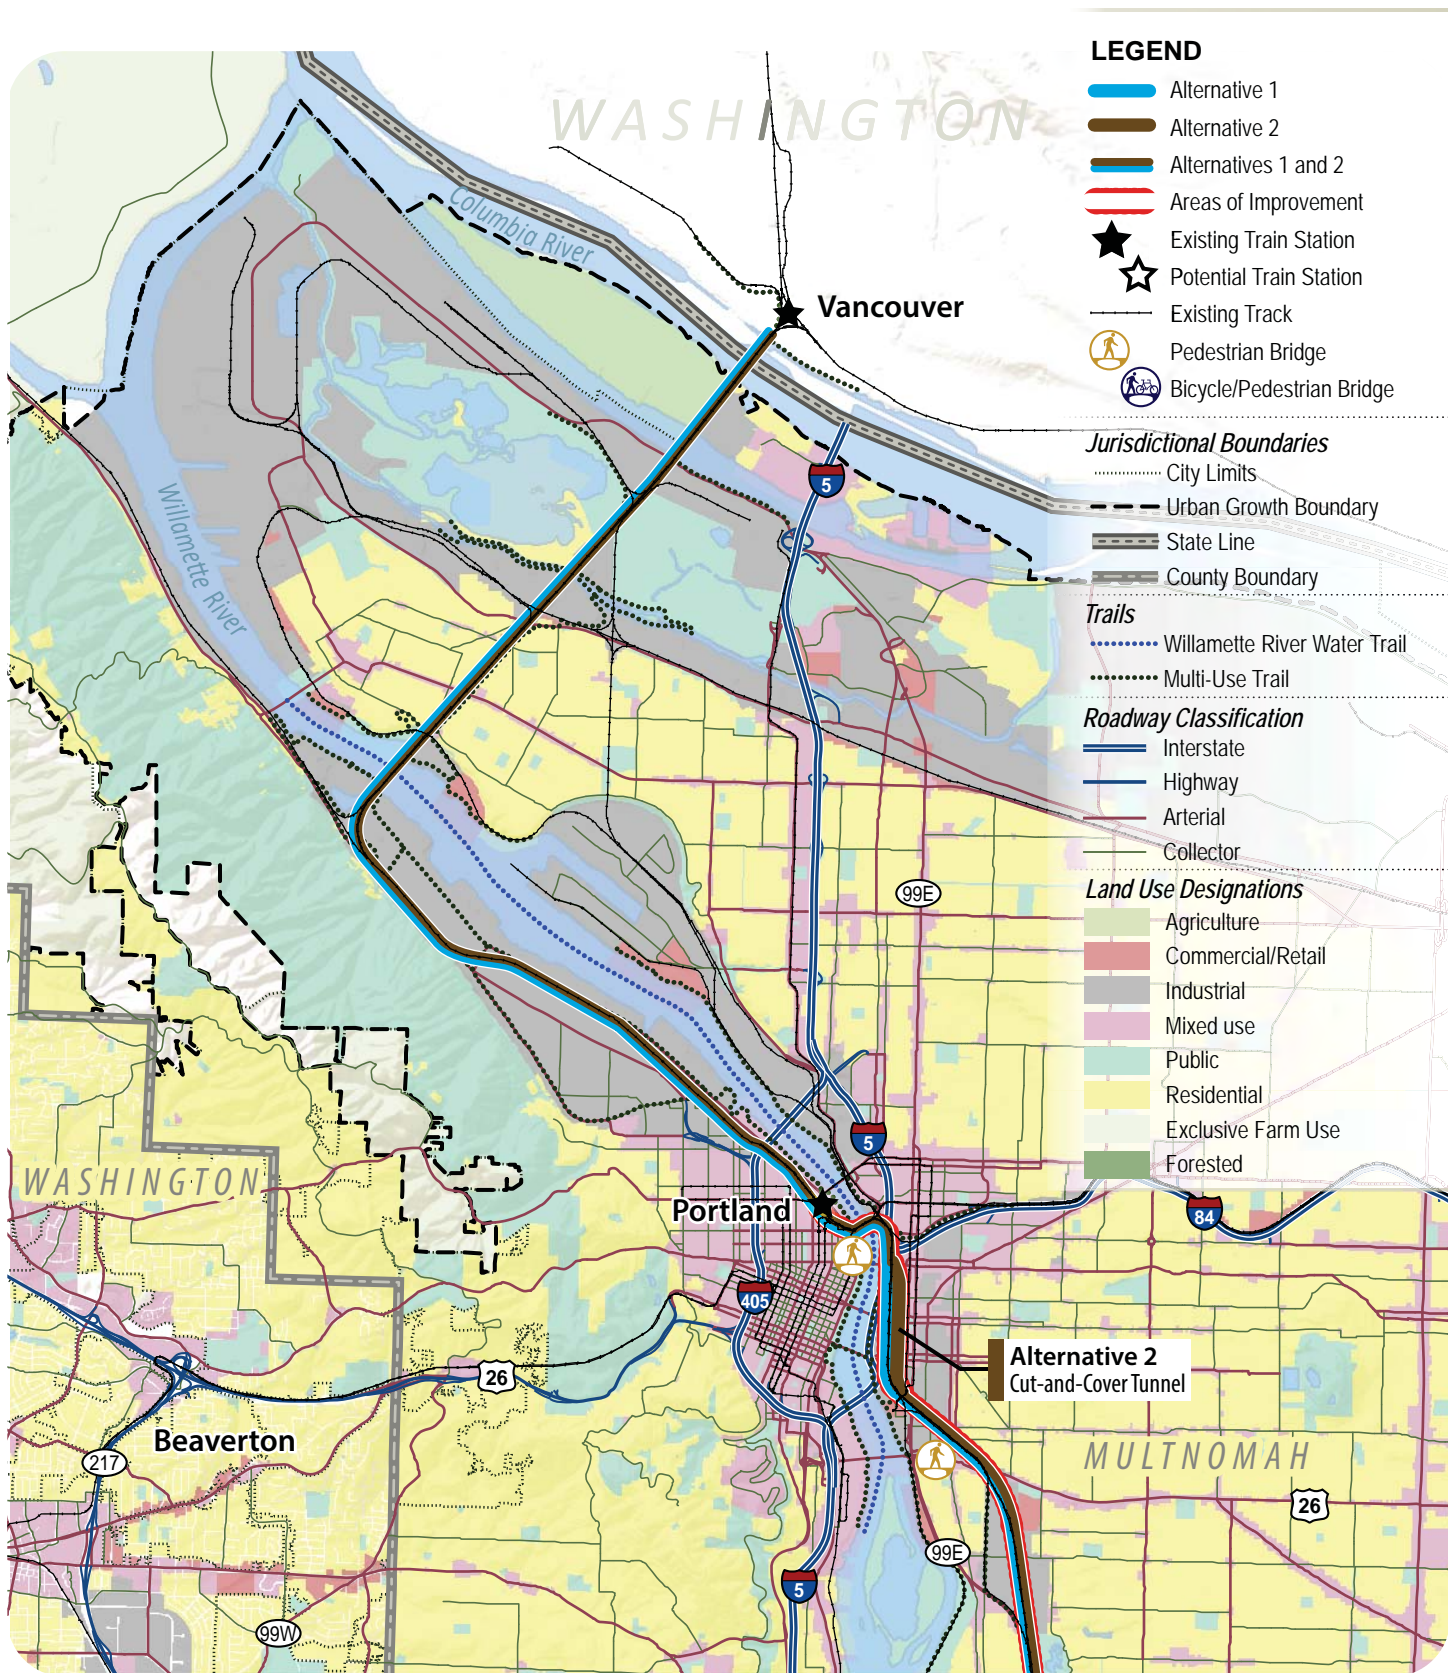 LEGEND
Alternative 1
Alternative 2
Alternatives 1 and 2
Areas of Improvement
Existing Train Station
Potential Train Station
Existing Track
Pedestrian Bridge
Bicycle/Pedestrian Bridge
Jurisdictional Boundaries
City Limits
Urban Growth Boundary
State Line
County Boundary
Trails
Willamette River Water Trail
Multi-Use Trail
Roadway Classification
Interstate
Highway
Arterial
Collector
Land Use Designations
Agriculture
Commercial/Retail
Industrial
Mixed use
Public
Residential
Exclusive Farm Use
Forested
WASHINGTON
Columbia River
Vancouver
5
Willamette River
99E
5
WASHINGTON
Portland
84
405
26
Alternative 2
Cut-and-Cover Tunnel
Beaverton
217
MULTNOMAH
26
99E
5
99W